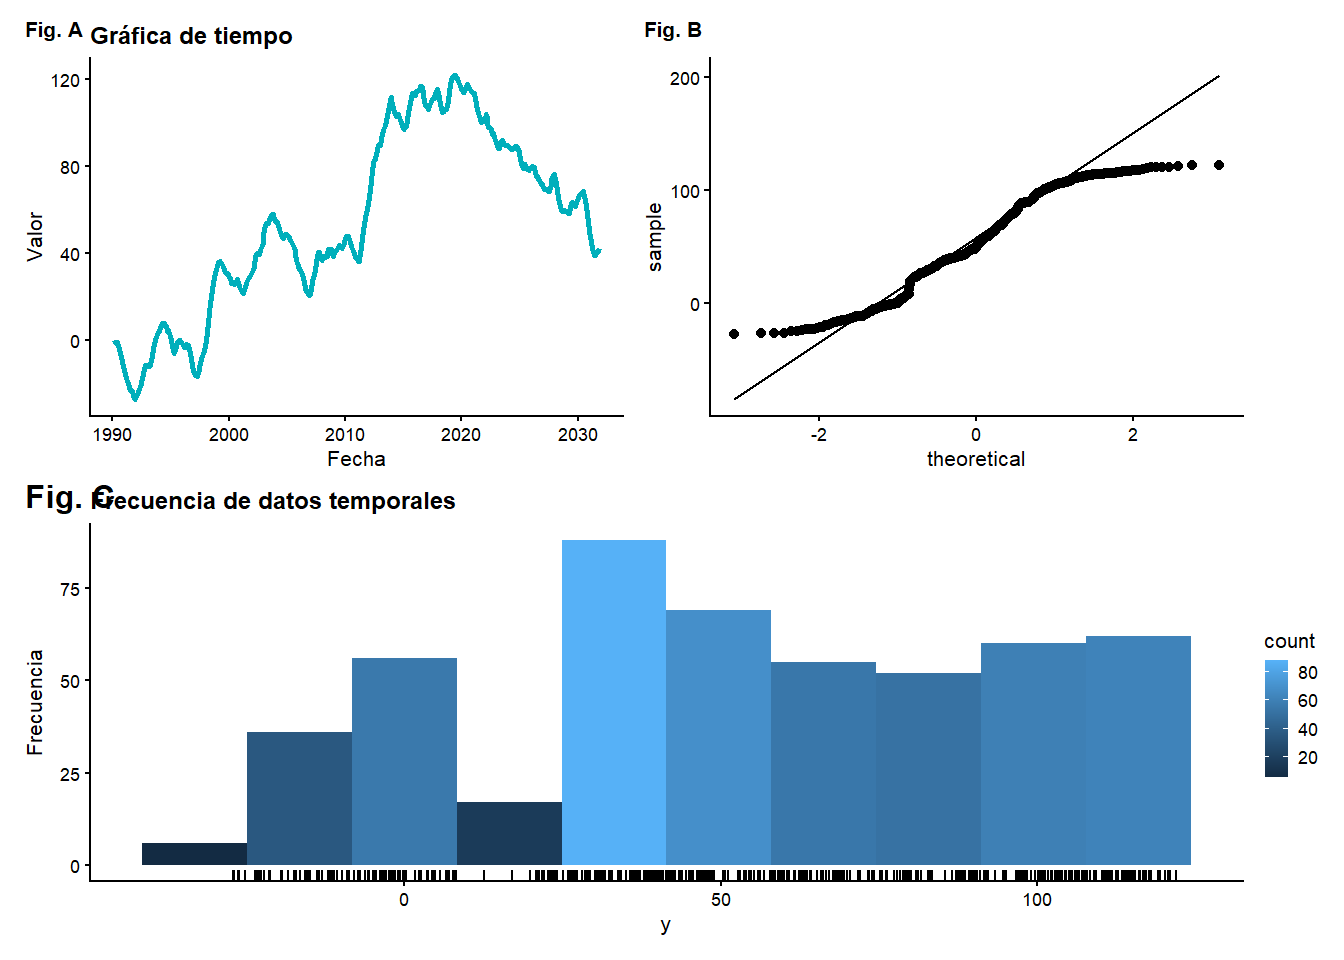 Fig. A
Gráfica de tiempo
120
80
40
0
Valor
1990 2000 2010 2020 2030
Fecha
Fig. B
200
100
0
sample
-2 0 2
theoretical
Fig. C
Frecuencia de datos temporales
75
50
25
0
Frecuencia
0 50 100
y
count
80
60
40
20